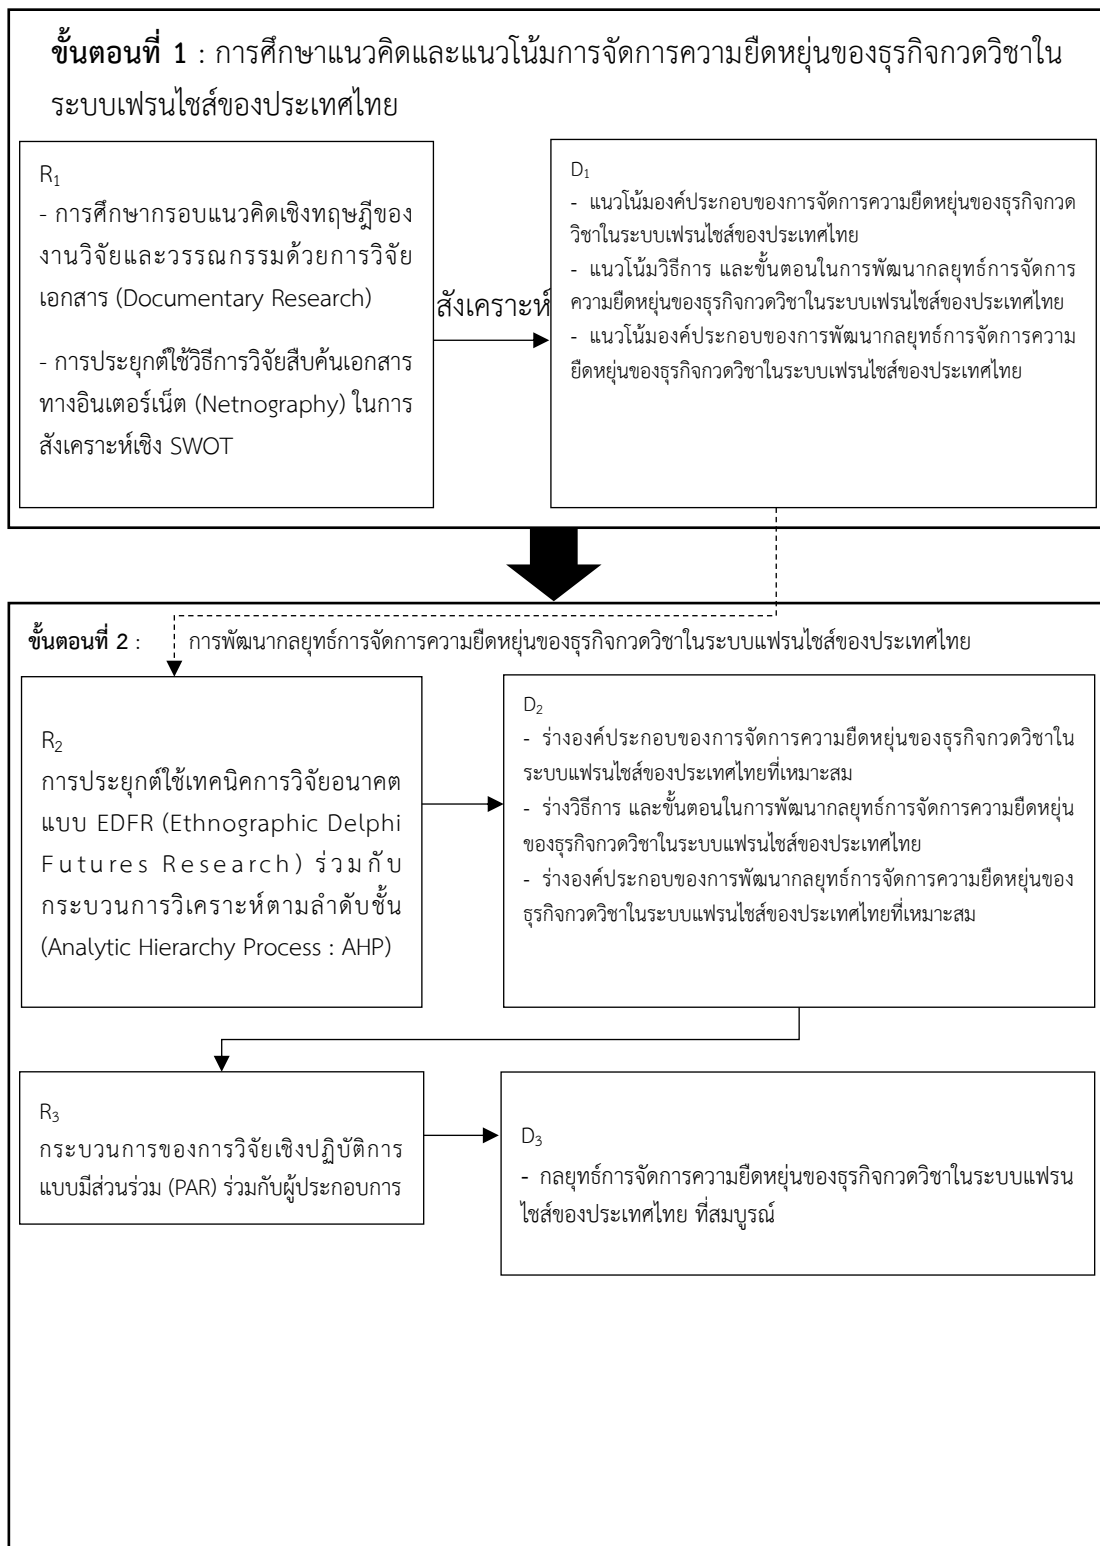 ขั้นตอนที่ 1 : การศึกษาแนวคิดและแนวโน้มการจัดการความยืดหยุ่นของธุรกิจกวดวิชาใน
ระบบเฟรนไชส์ของประเทศไทย
R1
- การศึกษากรอบแนวคิดเชิงทฤษฎีของ
งานวิจัยและวรรณกรรมด้วยการวิจัย
เอกสาร (Documentary Research)
- การประยุกต์ใช้วิธีการวิจัยสืบค้นเอกสาร
ทางอินเตอร์เน็ต (Netnography) ในการ
สังเคราะห์เชิง SWOT
สังเคราะห์
D1
- แนวโน้มองค์ประกอบของการจัดการความยืดหยุ่นของธุรกิจกวด
วิชาในระบบเฟรนไชส์ของประเทศไทย
- แนวโน้มวิธีการ และขั้นตอนในการพัฒนากลยุทธ์การจัดการ
ความยืดหยุ่นของธุรกิจกวดวิชาในระบบเฟรนไชส์ของประเทศไทย
- แนวโน้มองค์ประกอบของการพัฒนากลยุทธ์การจัดการความ
ยืดหยุ่นของธุรกิจกวดวิชาในระบบเฟรนไชส์ของประเทศไทย
ขั้นตอนที่ 2 : การพัฒนากลยุทธ์การจัดการความยืดหยุ่นของธุรกิจกวดวิชาในระบบแฟรนไชส์ของประเทศไทย
R2
การประยุกต์ใช้เทคนิคการวิจัยอนาคต
แบบ EDFR (Ethnographic Delphi
Futures Research) ร่วมกับ
กระบวนการวิเคราะห์ตามลำดับชั้น
(Analytic Hierarchy Process : AHP)
D2
- ร่างองค์ประกอบของการจัดการความยืดหยุ่นของธุรกิจกวดวิชาใน
ระบบแฟรนไชส์ของประเทศไทยที่เหมาะสม
- ร่างวิธีการ และขั้นตอนในการพัฒนากลยุทธ์การจัดการความยืดหยุ่น
ของธุรกิจกวดวิชาในระบบแฟรนไชส์ของประเทศไทย
- ร่างองค์ประกอบของการพัฒนากลยุทธ์การจัดการความยืดหยุ่นของ
ธุรกิจกวดวิชาในระบบแฟรนไชส์ของประเทศไทยที่เหมาะสม
R3
กระบวนการของการวิจัยเชิงปฏิบัติการ
แบบมีส่วนร่วม (PAR) ร่วมกับผู้ประกอบการ
D3
- กลยุทธ์การจัดการความยืดหยุ่นของธุรกิจกวดวิชาในระบบแฟรน
ไชส์ของประเทศไทย ที่สมบูรณ์